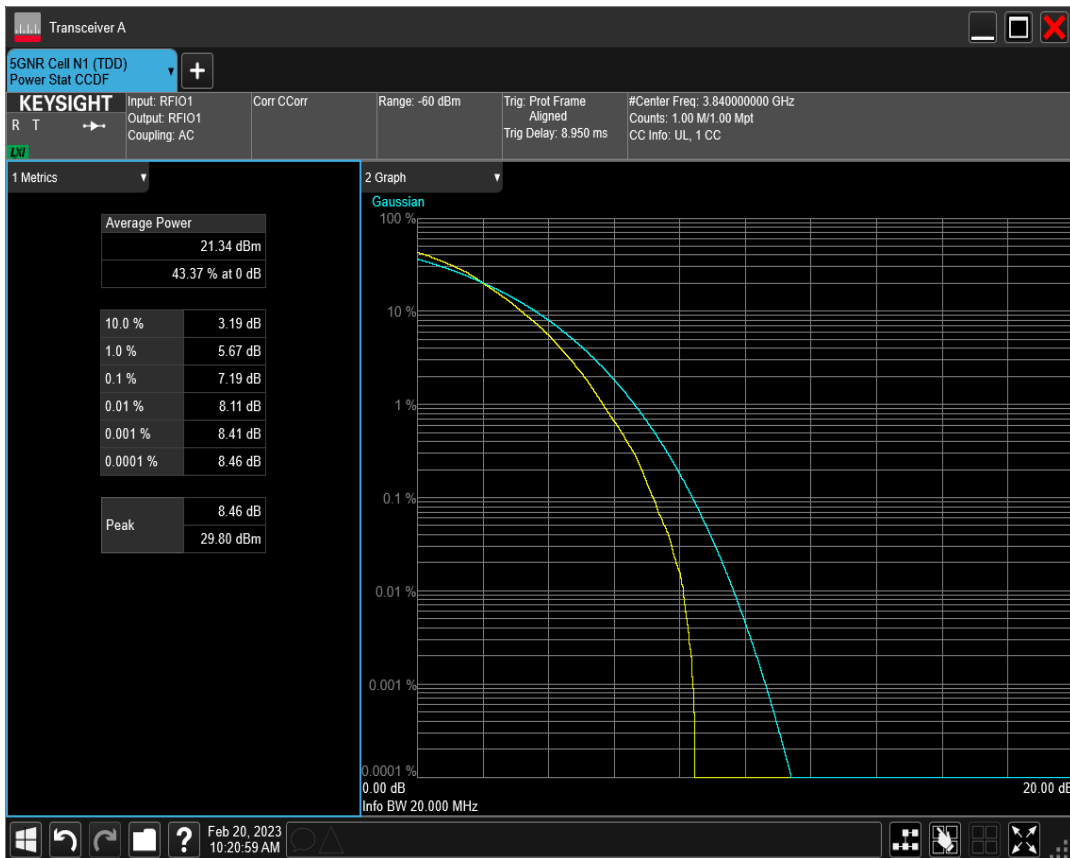 Transceiver A
5GNR Cell N1 (TDD)
Power Stat CCDF
+
KEYSIGHT
R T
LXI
Input: RFIO1
Output: RFIO1
Coupling: AC
Corr CCorr
Range: -60 dBm
Trig: Prot Frame
Aligned
Trig Delay: 8.950 ms
#Center Freq: 3.840000000 GHz
Counts: 1.00 M/1.00 Mpt
CC Info: UL, 1 CC
1 Metrics
Average Power
21.34 dBm
43.37 % at 0 dB
10.0 % 3.19 dB
1.0 % 5.67 dB
0.1 % 7.19 dB
0.01 % 8.11 dB
0.001 % 8.41 dB
0.0001 % 8.46 dB
Peak
8.46 dB
29.80 dBm
2 Graph
Gaussian
100 %
10 %
1 %
0.1 %
0.01 %
0.001 %
0.0001 %
0.00 dB 20.00 dB
Info BW 20.000 MHz
?
Feb 20, 2023
10:20:59 AM